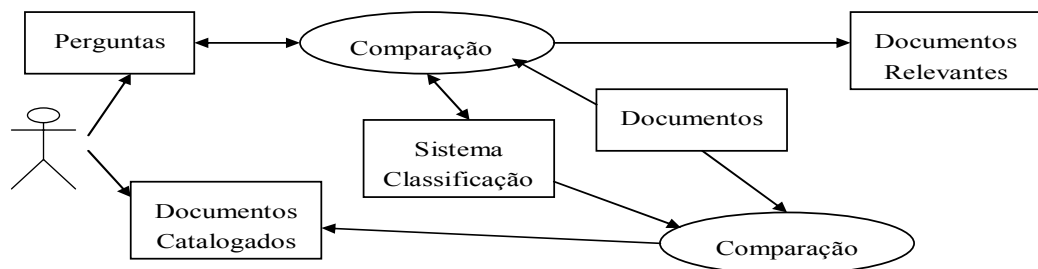 Perguntas
Comparação
Documentos
Relevantes
Documentos
Sistema
Classificação
Documentos
Catalogados
Comparação